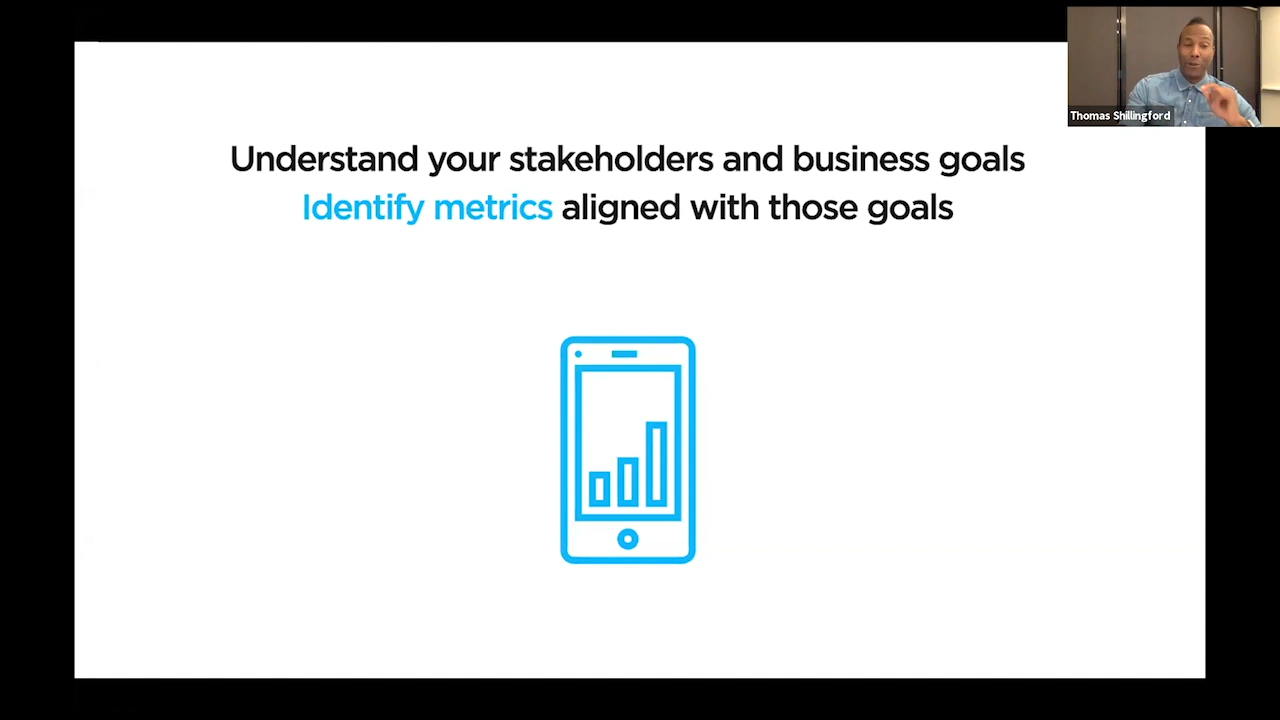 Understand your stakeholders and business goals
Identify metrics aligned with those goals
Thomas Shillingford